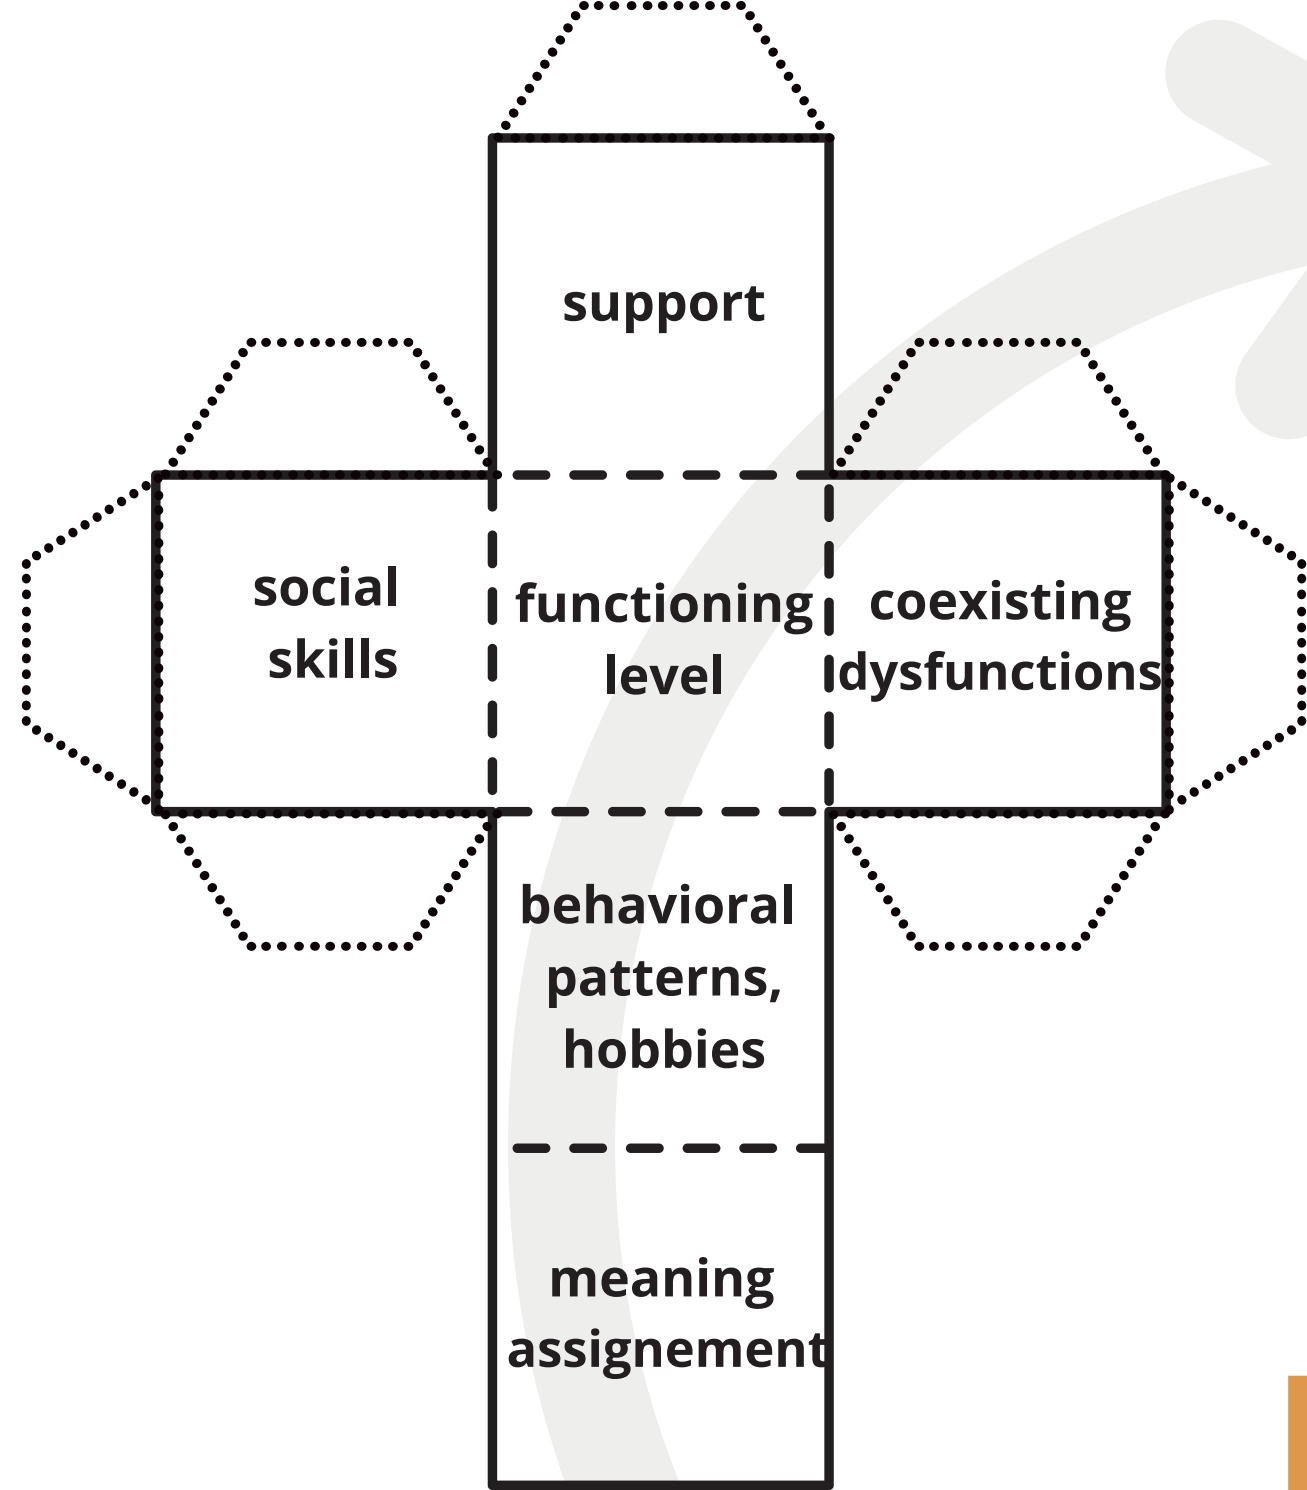 support
social
skills
functioning
level
coexisting
dysfunctions
behavioral
patterns,
hobbies
meaning
assignement